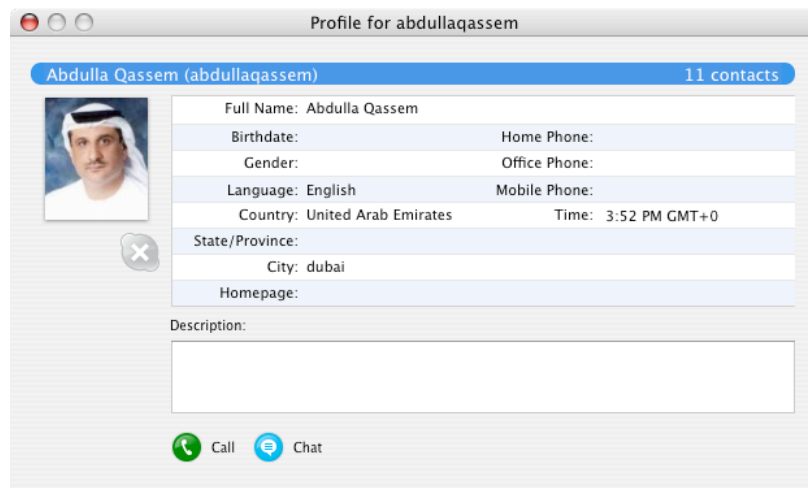 Profile for abdullaqassem
Abdulla Qassem (abdullaqassem) 11 contacts
Full Name: Abdulla Qassem
Birthdate: Home Phone:
Gender: Office Phone:
Language: English Mobile Phone:
Country: United Arab Emirates Time: 3:52 PM GMT+0
State/Province:
City: dubai
Homepage:
Description:
Call Chat